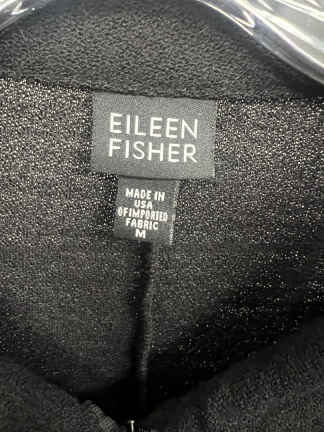 EILEEN
FISHER
MADE IN
USA
OF IMPORTED
FABRIC
M